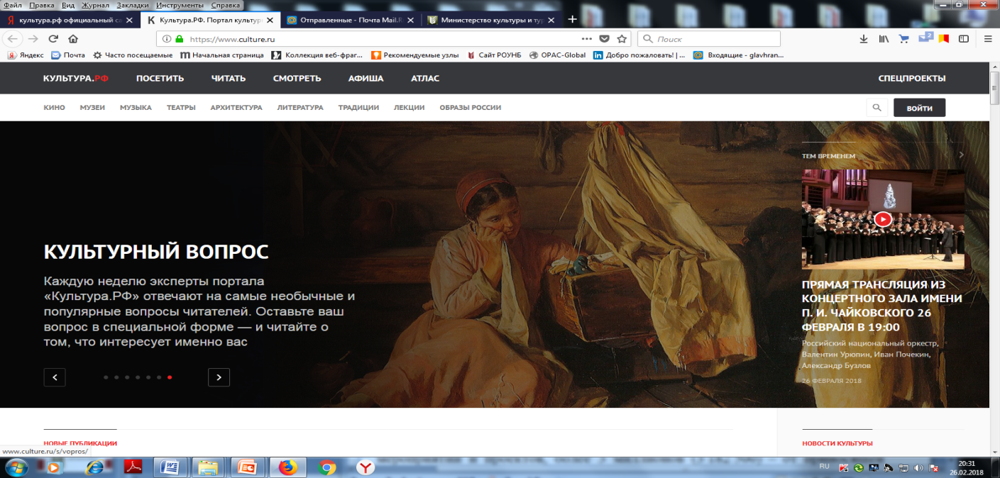 Файл Правка Вид Журнал Закладки Инструменты Справка
культура.рф официальный са
Культура.РФ. Портал культур
Отправленные - Почта Mail.R
Министерство культуры и тур
https://www.culture.ru
Поиск
2
Яндекс Почта Часто посещаемые Начальная страница Коллекция веб-фраг... Рекомендуемые узлы Сайт РОУНБ OPAC-Global Добро пожаловать! | ... Входящие - glavhran...
КУЛЬТУРА.РФ ПОСЕТИТЬ ЧИТАТЬ СМОТРЕТЬ АФИША АТЛАС СПЕЦПРОЕКТЫ
КИНО МУЗЕИ МУЗЫКА ТЕАТРЫ АРХИТЕКТУРА ЛИТЕРАТУРА ТРАДИЦИИ ЛЕКЦИИ ОБРАЗЫ РОССИИ ВОЙТИ
КУЛЬТУРНЫЙ ВОПРОС
Каждую неделю эксперты портала
«Культура.РФ» отвечают на самые необычные и
популярные вопросы читателей. Оставьте ваш
вопрос в специальной форме — и читайте о
том, что интересует именно вас
ТЕМ ВРЕМЕНЕМ
ПРЯМАЯ ТРАНСЛЯЦИЯ ИЗ
КОНЦЕРТНОГО ЗАЛА ИМЕНИ
П. И. ЧАЙКОВСКОГО 26
ФЕВРАЛЯ В 19:00
Российский национальный оркестр,
Валентин Урюпин, Иван Почекин,
Александр Бузлов
26 ФЕВРАЛЯ 2018
НОВЫЕ ПУБЛИКАЦИИ
НОВОСТИ КУЛЬТУРЫ
www.culture.ru/s/vopros/
RU
20:31
26.02.2018